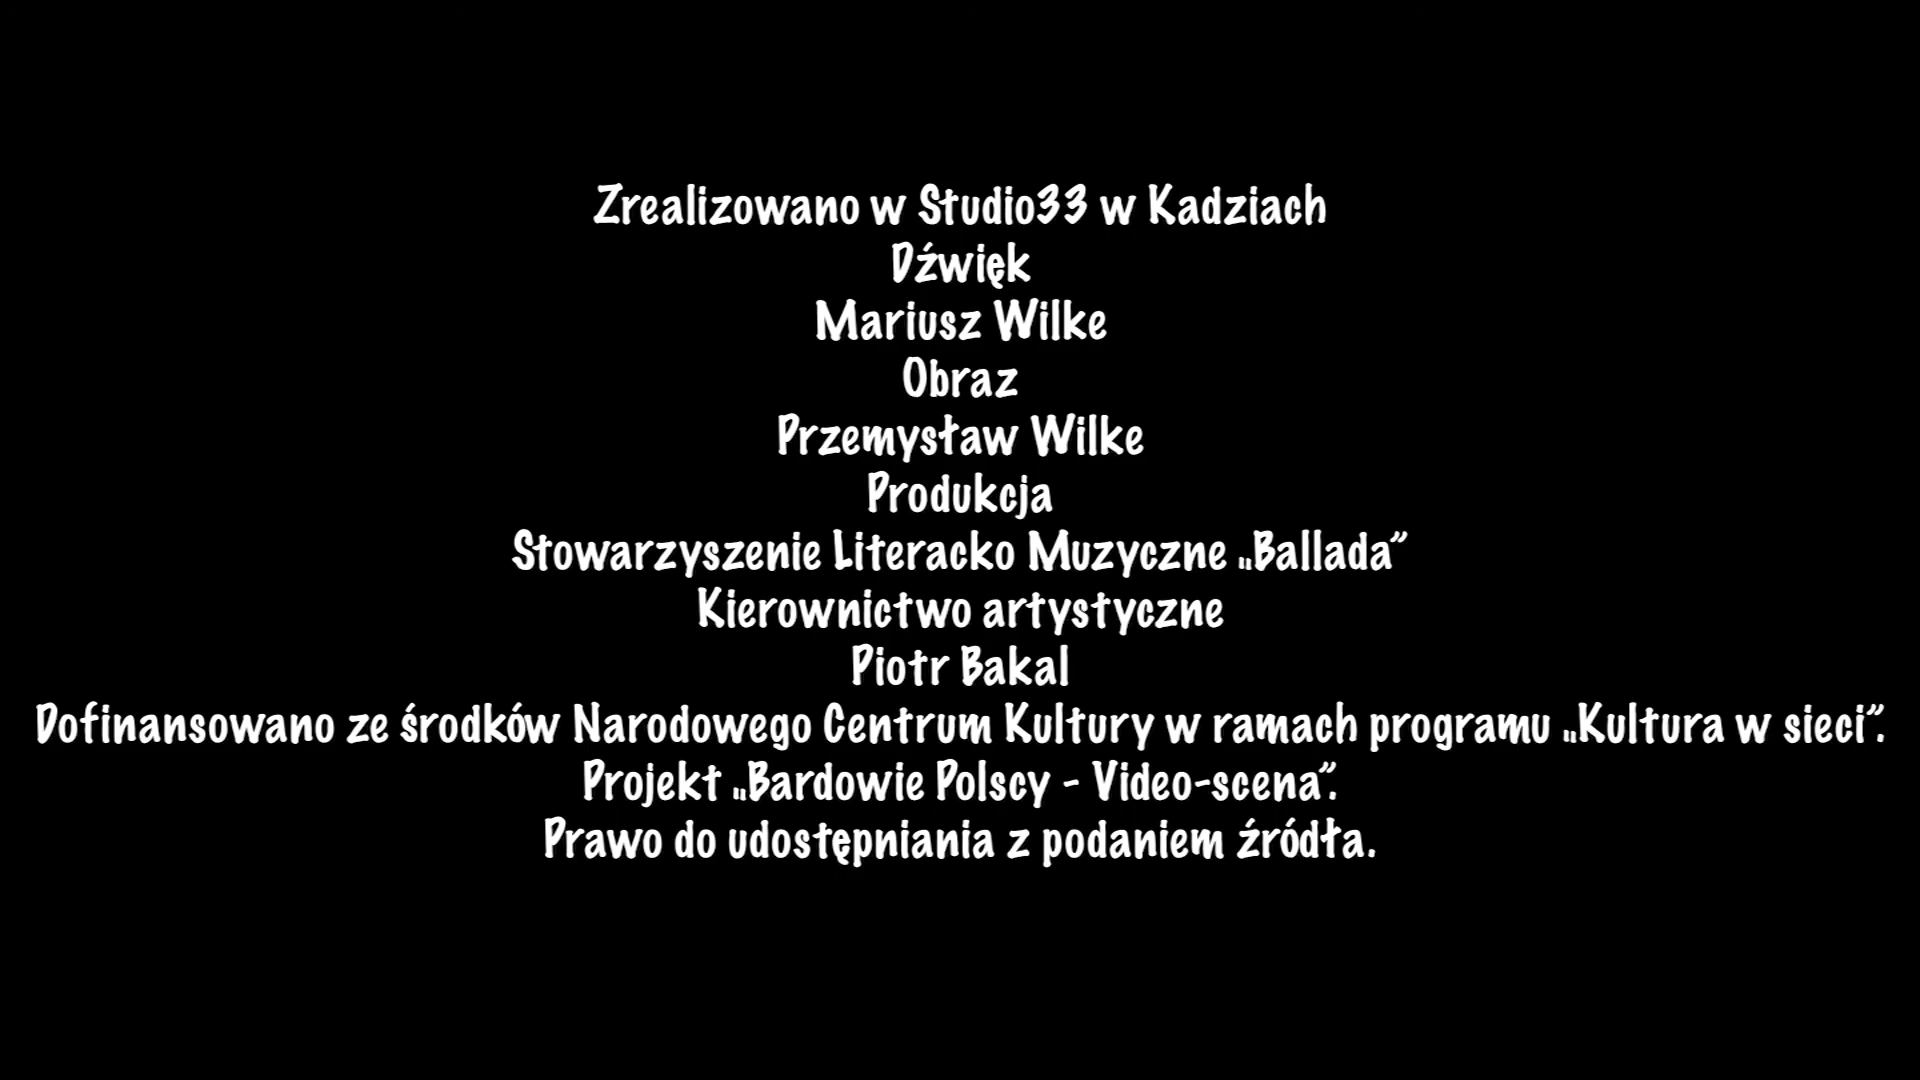 Zrealizowano w Studio33 w Kadziach
Dźwięk
Mariusz Wilke
Obraz
Przemysław Wilke
Produkcja
Stowarzyszenie Literacko Muzyczne „Ballada”
Kierownictwo artystyczne
Piotr Bakal
Dofinansowano ze środków Narodowego Centrum Kultury w ramach programu „Kultura w sieci”.
Projekt „Bardowie Polscy - Video-scena”.
Prawo do udostępniania z podaniem źródła.